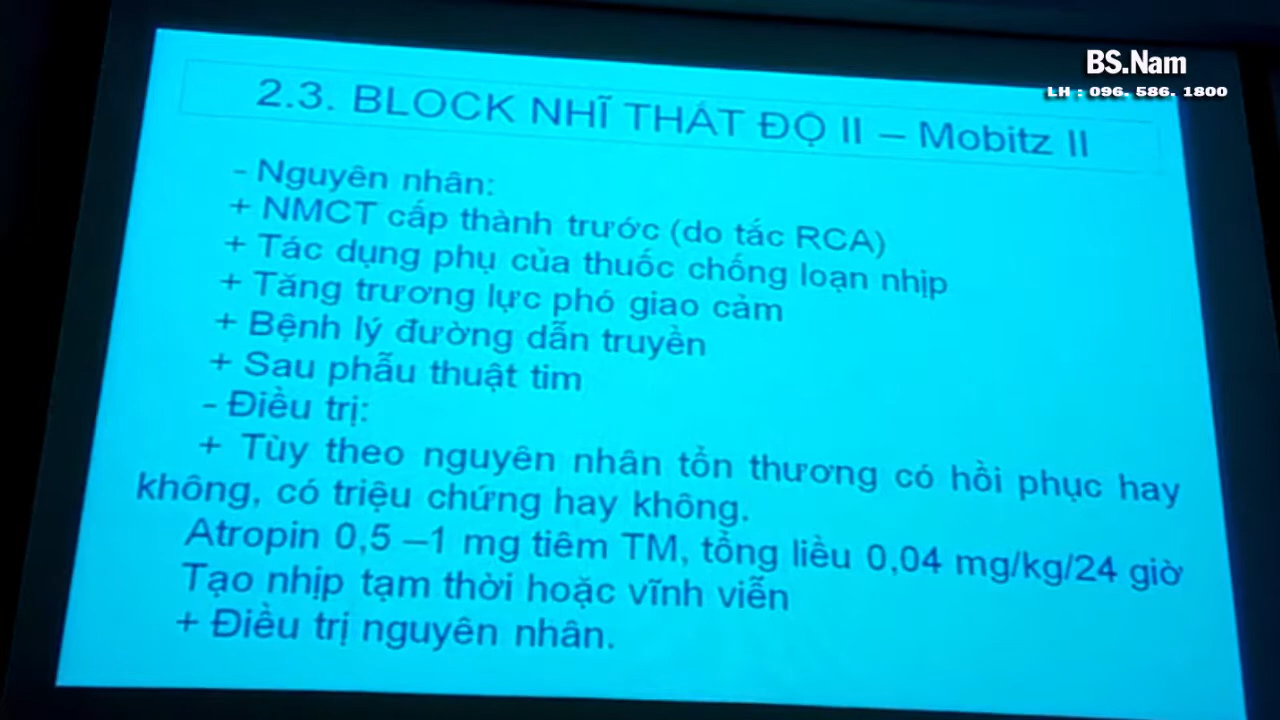 BS.Nam
LH : 096. 586. 1800
2.3. BLOCK NHĨ THẤT ĐỘ II – Mobitz II
- Nguyên nhân:
+ NMCT cấp thành trước (do tắc RCA)
+ Tác dụng phụ của thuốc chống loạn nhịp
+ Tăng trương lực phó giao cảm
+ Bệnh lý đường dẫn truyền
+ Sau phẫu thuật tim
- Điều trị:
+ Tùy theo nguyên nhân tổn thương có hồi phục hay
không, có triệu chứng hay không.
Atropin 0,5 –1 mg tiêm TM, tổng liều 0,04 mg/kg/24 giờ
Tạo nhịp tạm thời hoặc vĩnh viễn
+ Điều trị nguyên nhân.